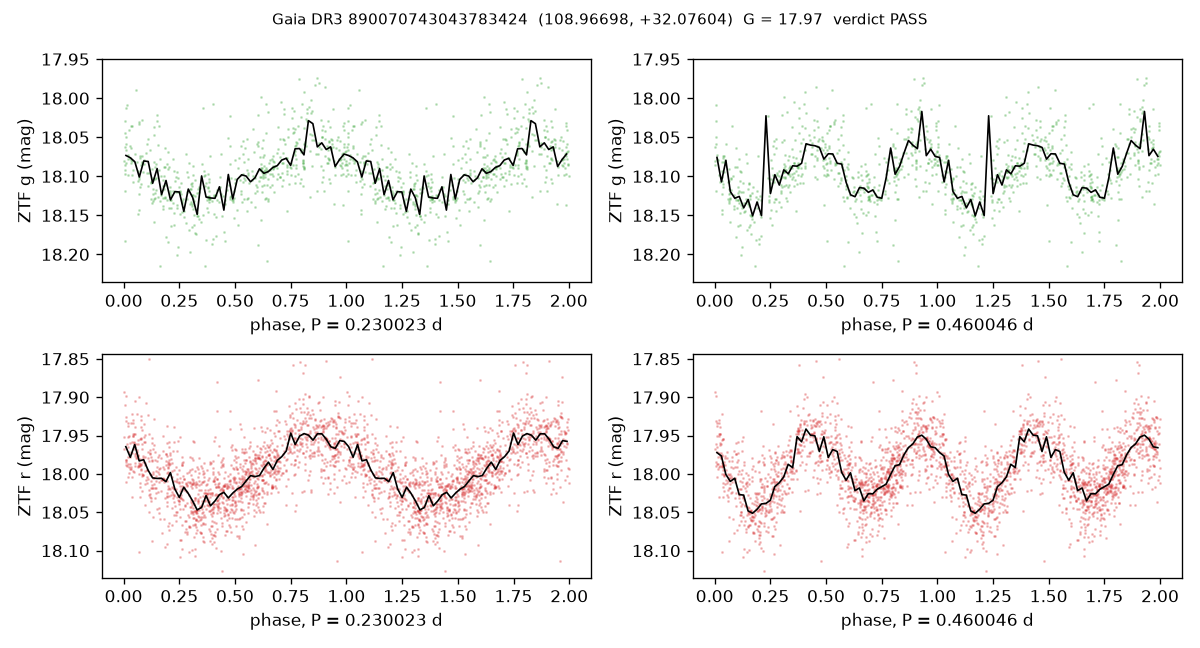 Gaia DR3 890070743043783424  (108.96698, +32.07604)  G = 17.97  verdict PASS
17.95
18.00
18.05
18.10
18.15
18.20
ZTF g (mag)
0.00 0.25 0.50 0.75 1.00 1.25 1.50 1.75 2.00
phase, P = 0.230023 d
17.95
18.00
18.05
18.10
18.15
18.20
ZTF g (mag)
0.00 0.25 0.50 0.75 1.00 1.25 1.50 1.75 2.00
phase, P = 0.460046 d
17.85
17.90
17.95
18.00
18.05
18.10
ZTF r (mag)
0.00 0.25 0.50 0.75 1.00 1.25 1.50 1.75 2.00
phase, P = 0.230023 d
17.85
17.90
17.95
18.00
18.05
18.10
ZTF r (mag)
0.00 0.25 0.50 0.75 1.00 1.25 1.50 1.75 2.00
phase, P = 0.460046 d